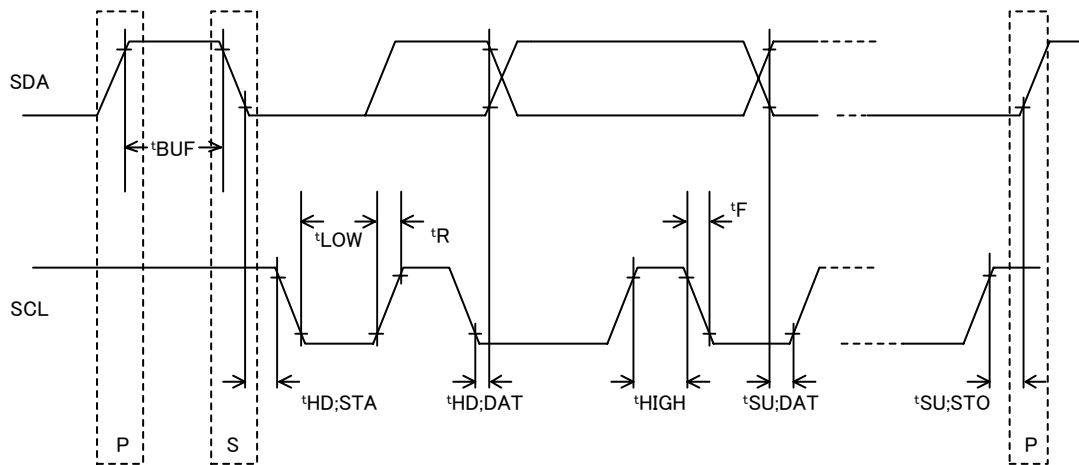 SDA
tBUF
tLOW
tR
tF
SCL
tHD;STA
tHD;DAT
tHIGH
tSU;DAT
tSU;STO
P
S
P